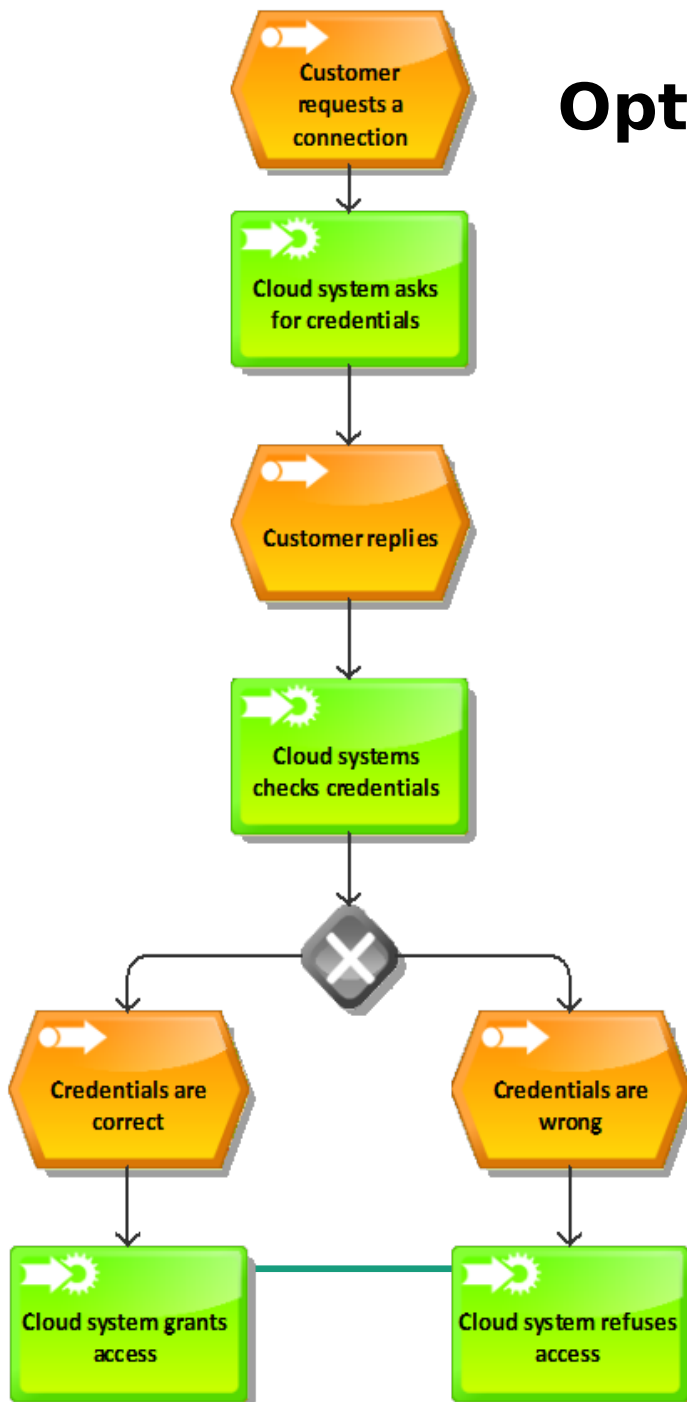 Customer
requests a
connection
Opt
Cloud system asks
for credentials
Customer replies
Cloud systems
checks credentials
Credentials are
correct
Credentials are
wrong
Cloud system grants
access
Cloud system refuses
access